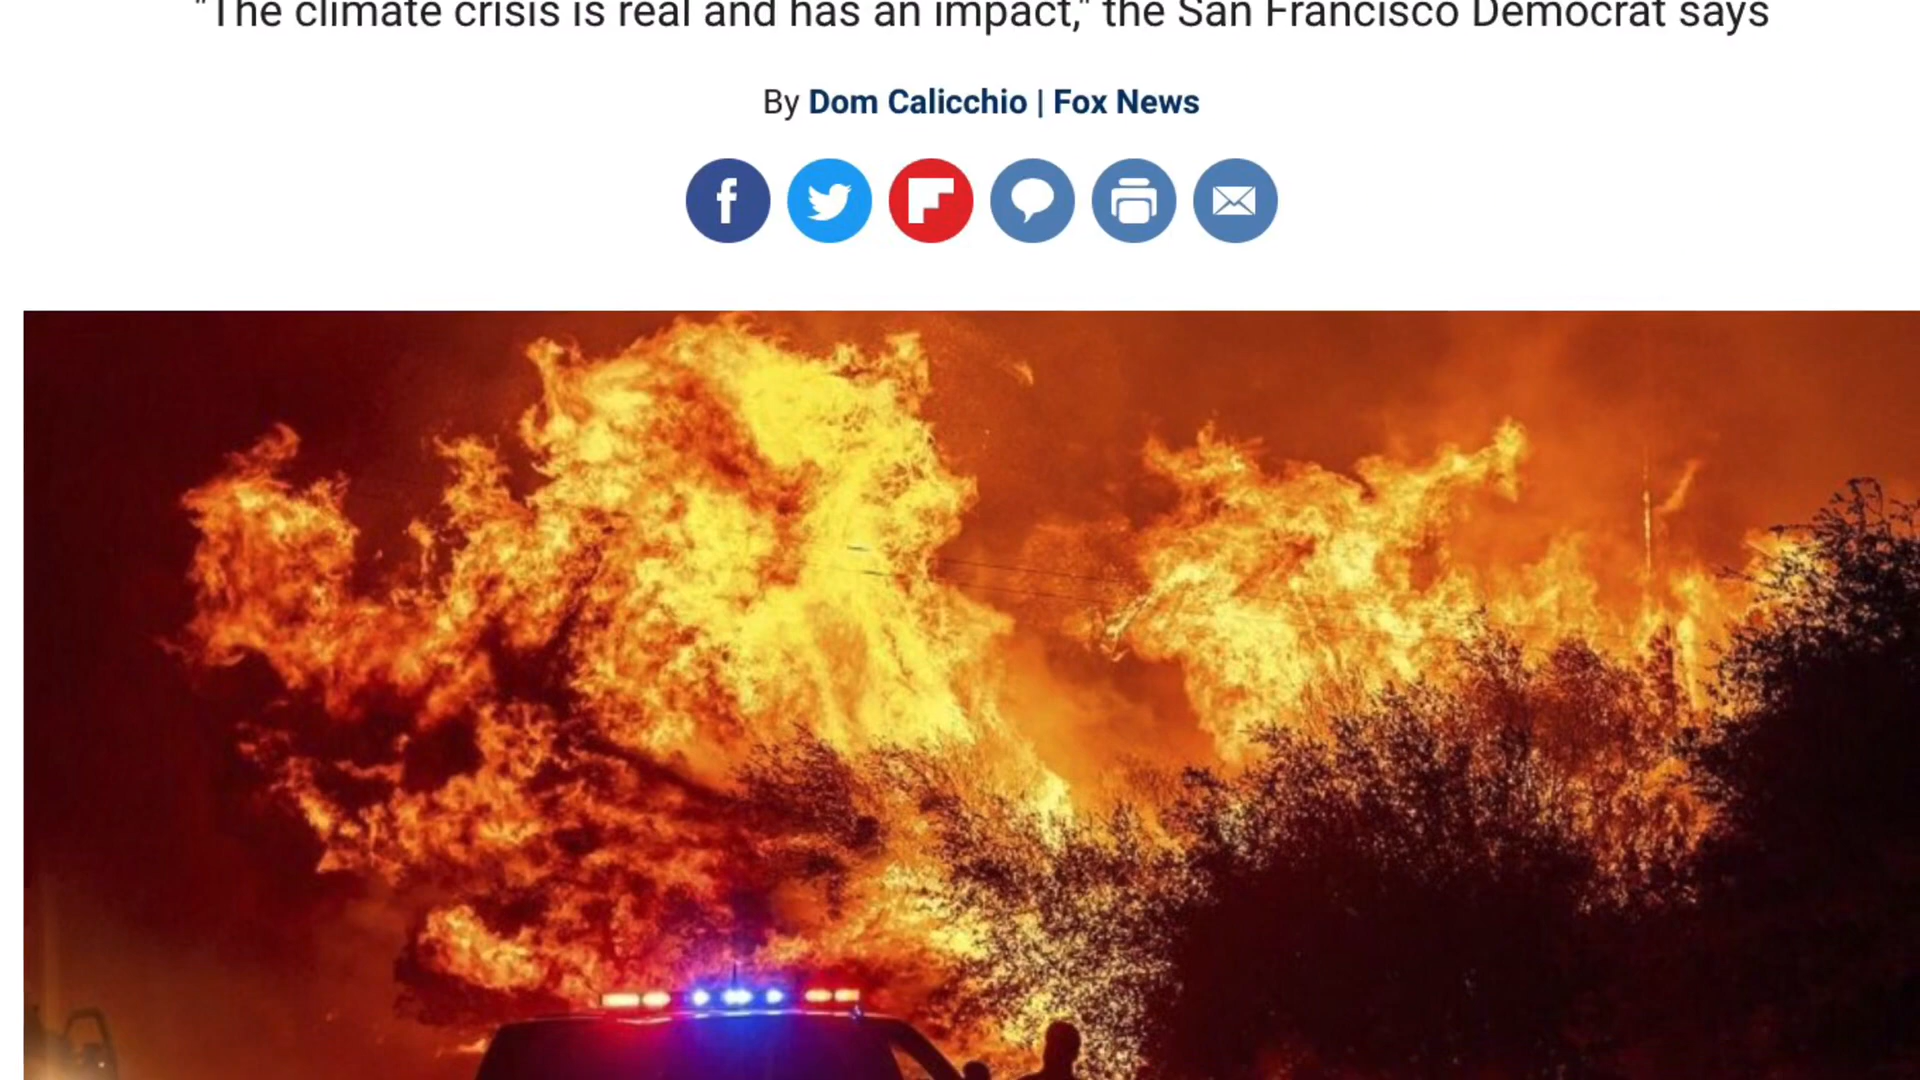 "The climate crisis is real and has an impact," the San Francisco Democrat says
By Dom Calicchio | Fox News